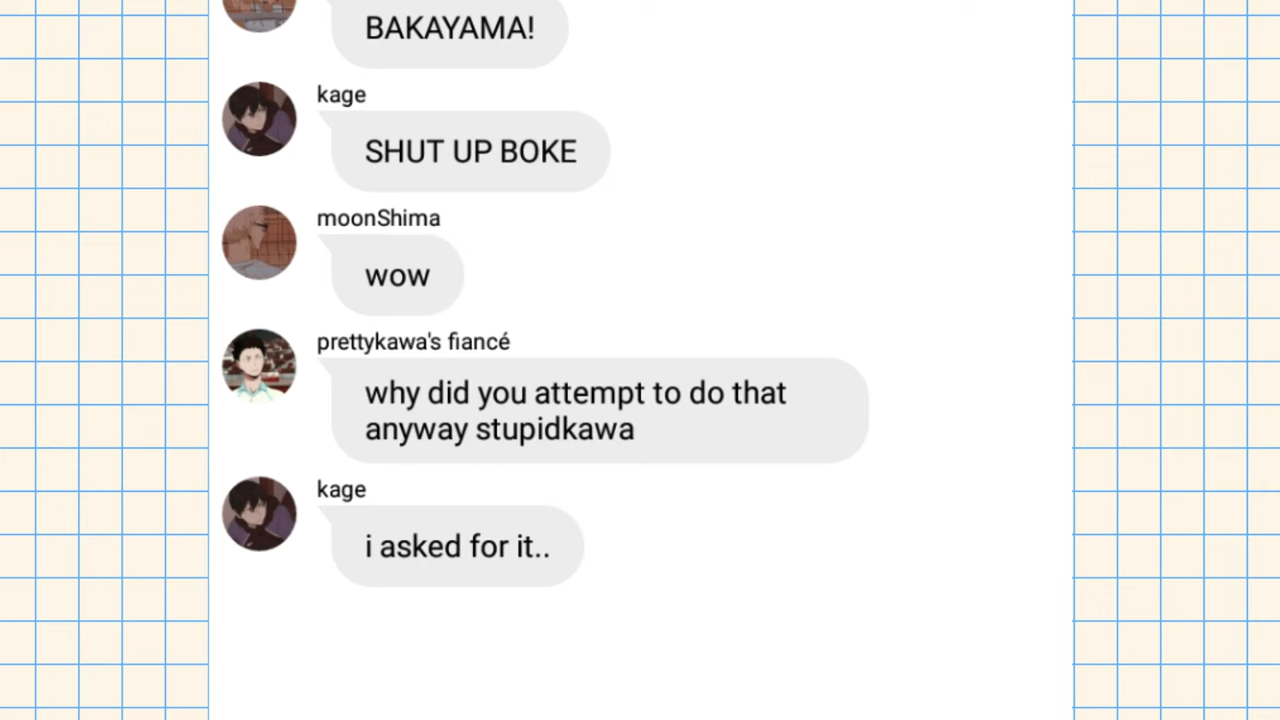 BAKAYAMA!
kage
SHUT UP BOKE
moonShima
wow
prettykawa's fiancé
why did you attempt to do that
anyway stupidkawa
kage
i asked for it..